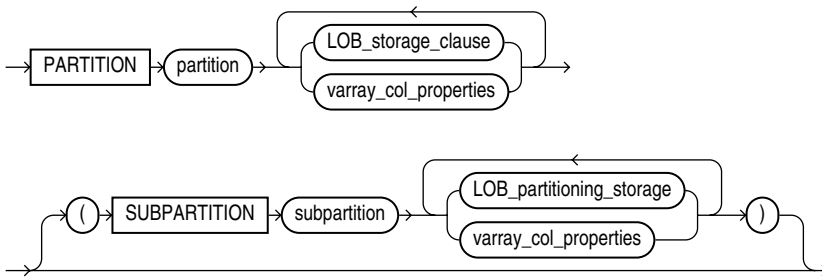 LOB_storage_clause
PARTITION partition
varray_col_properties
LOB_partitioning_storage
( SUBPARTITION subpartition )
varray_col_properties